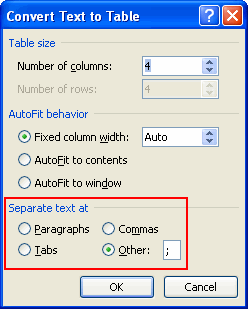 Convert Text to Table
Table size
Number of columns: 4
Number of rows: 4
AutoFit behavior
Fixed column width: Auto
AutoFit to contents
AutoFit to window
Separate text at
Paragraphs Commas
Tabs Other: ;
OK Cancel